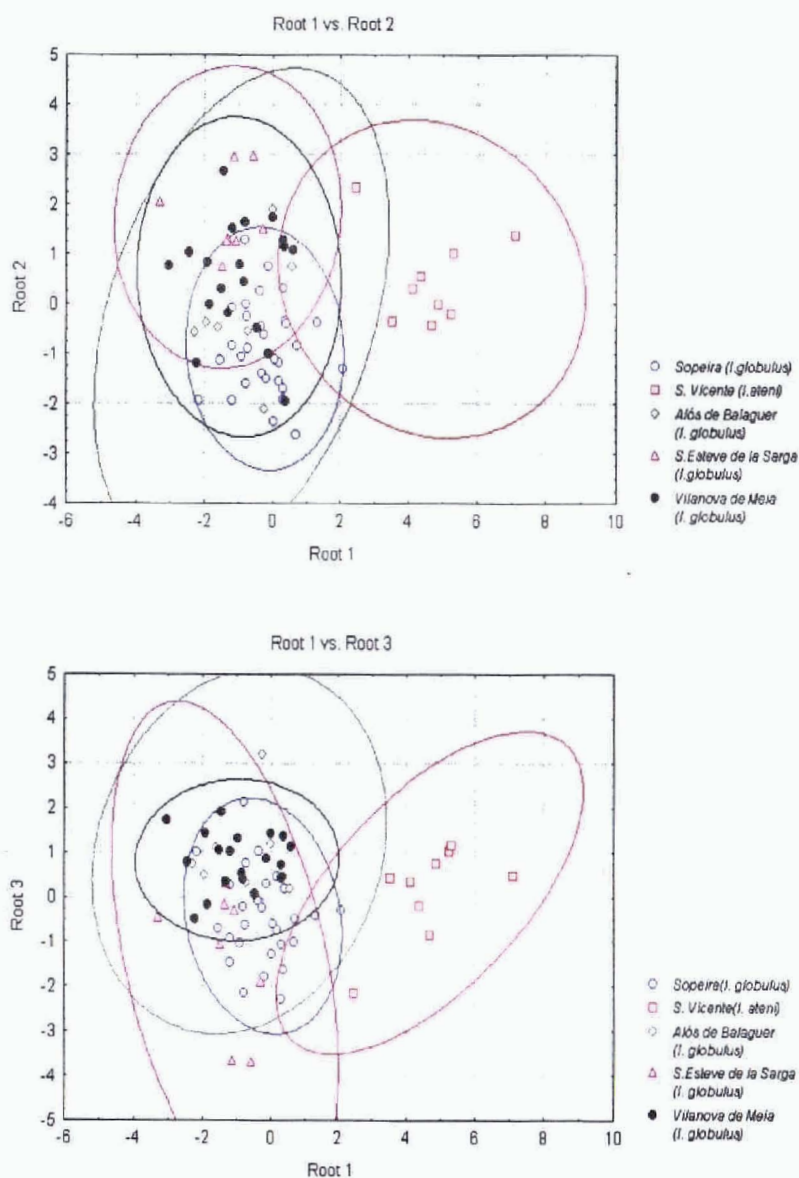 Root 1 vs. Root 2
5
4
3
2
1
0
-1
-2
-3
-4
Root 2
-6 -4 -2 0 2 4 6 8 10
Root 1
Sopeira (I.globulus)
S. Vicente (I.ateni)
Alós de Balaguer
(I. globulus)
S.Esteve de la Sarga
(I.globulus)
Vilanova de Meia
(I. globulus)
Root 1 vs. Root 3
5
4
3
2
1
0
-1
-2
-3
-4
-5
Root 3
-6 -4 -2 0 2 4 6 8 10
Root 1
Sopeira(I. globulus)
S. Vicente(I. ateni)
Alós de Balaguer
(I. globulus)
S.Esteve de la Sarga
(I. globulus)
Vilanova de Meia
(I. globulus)